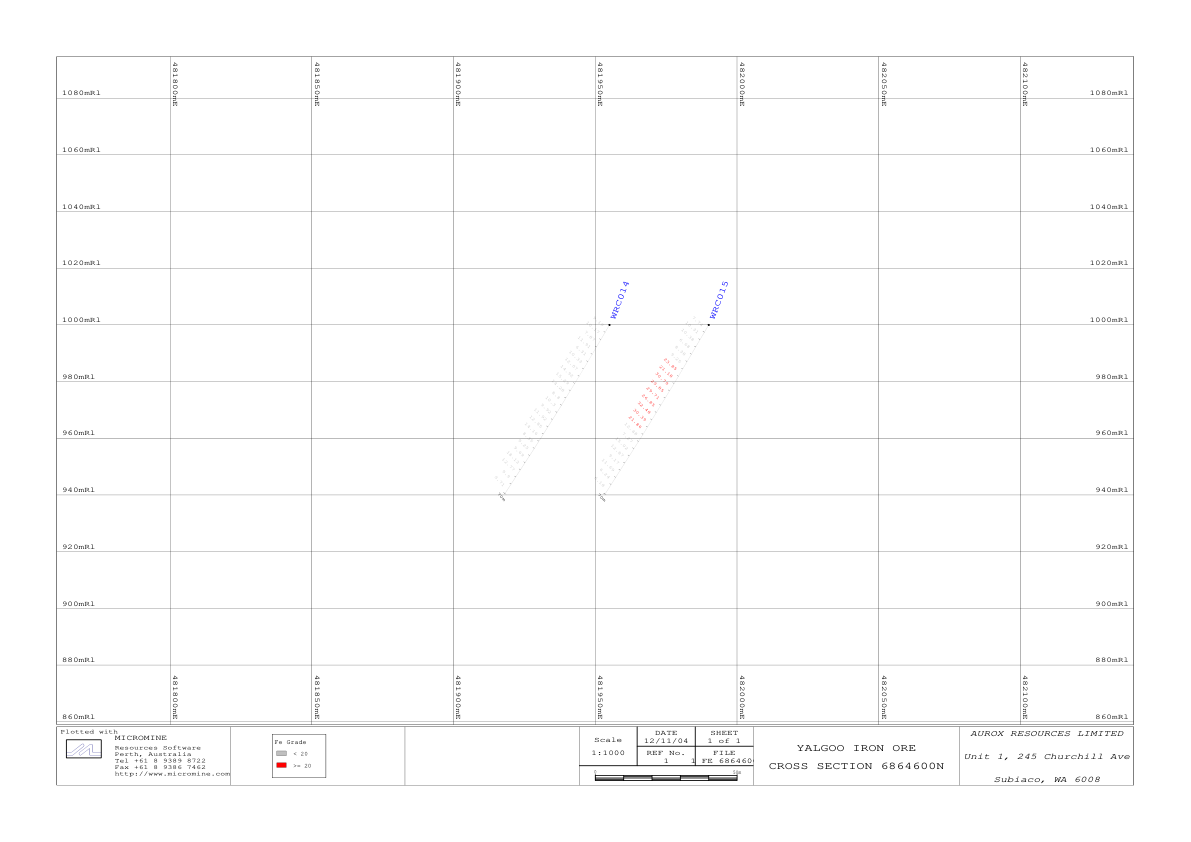 481800mE 481850mE 481900mE 481950mE 482000mE 482050mE 482100mE
1080mRl 1080mRl
1060mRl 1060mRl
1040mRl 1040mRl
1020mRl 1020mRl
WRC014 WRC015
1000mRl 1000mRl
980mRl 980mRl
960mRl 960mRl
940mRl 940mRl
920mRl 920mRl
900mRl 900mRl
880mRl 880mRl
481800mE 481850mE 481900mE 481950mE 482000mE 482050mE 482100mE
860mRl 860mRl
Plotted with
MICROMINE
Resources Software
Perth, Australia
Tel +61 8 9389 8722
Fax +61 8 9386 7462
http://www.micromine.com
Fe Grade
< 20
>= 20
Scale
1:1000
DATE
12/11/04
SHEET
1 of 1
REF No.
1
FILE
1 FE 686460
YALGOO IRON ORE
CROSS SECTION 6864600N
AUROX RESOURCES LIMITED
Unit 1, 245 Churchill Ave
Subiaco, WA 6008